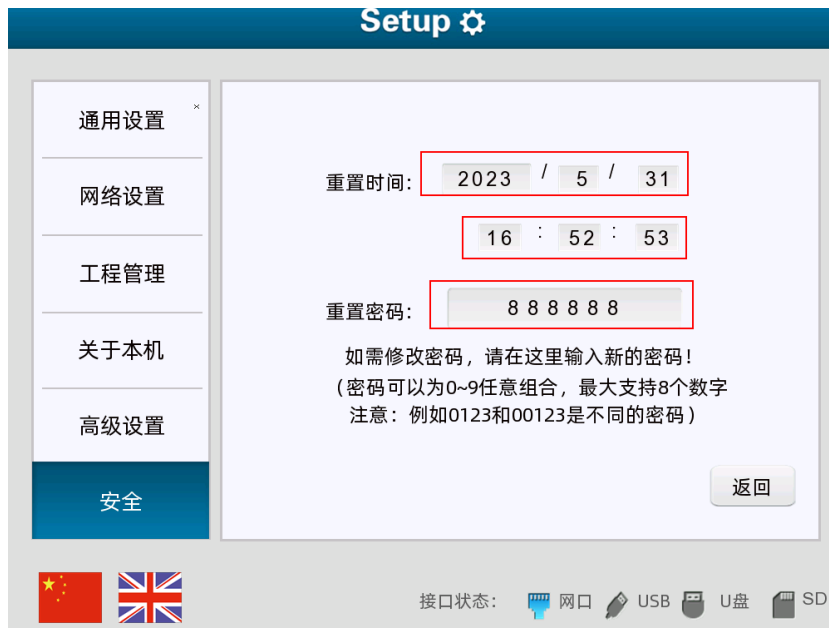 Setup
通用设置
网络设置
工程管理
关于本机
高级设置
安全
重置时间: 2023 / 5 / 31
16 : 52 : 53
重置密码: 888888
如需修改密码，请在这里输入新的密码！
（密码可以为0~9任意组合，最大支持8个数字
注意：例如0123和00123是不同的密码）
返回
接口状态: 网口 USB U盘 SD